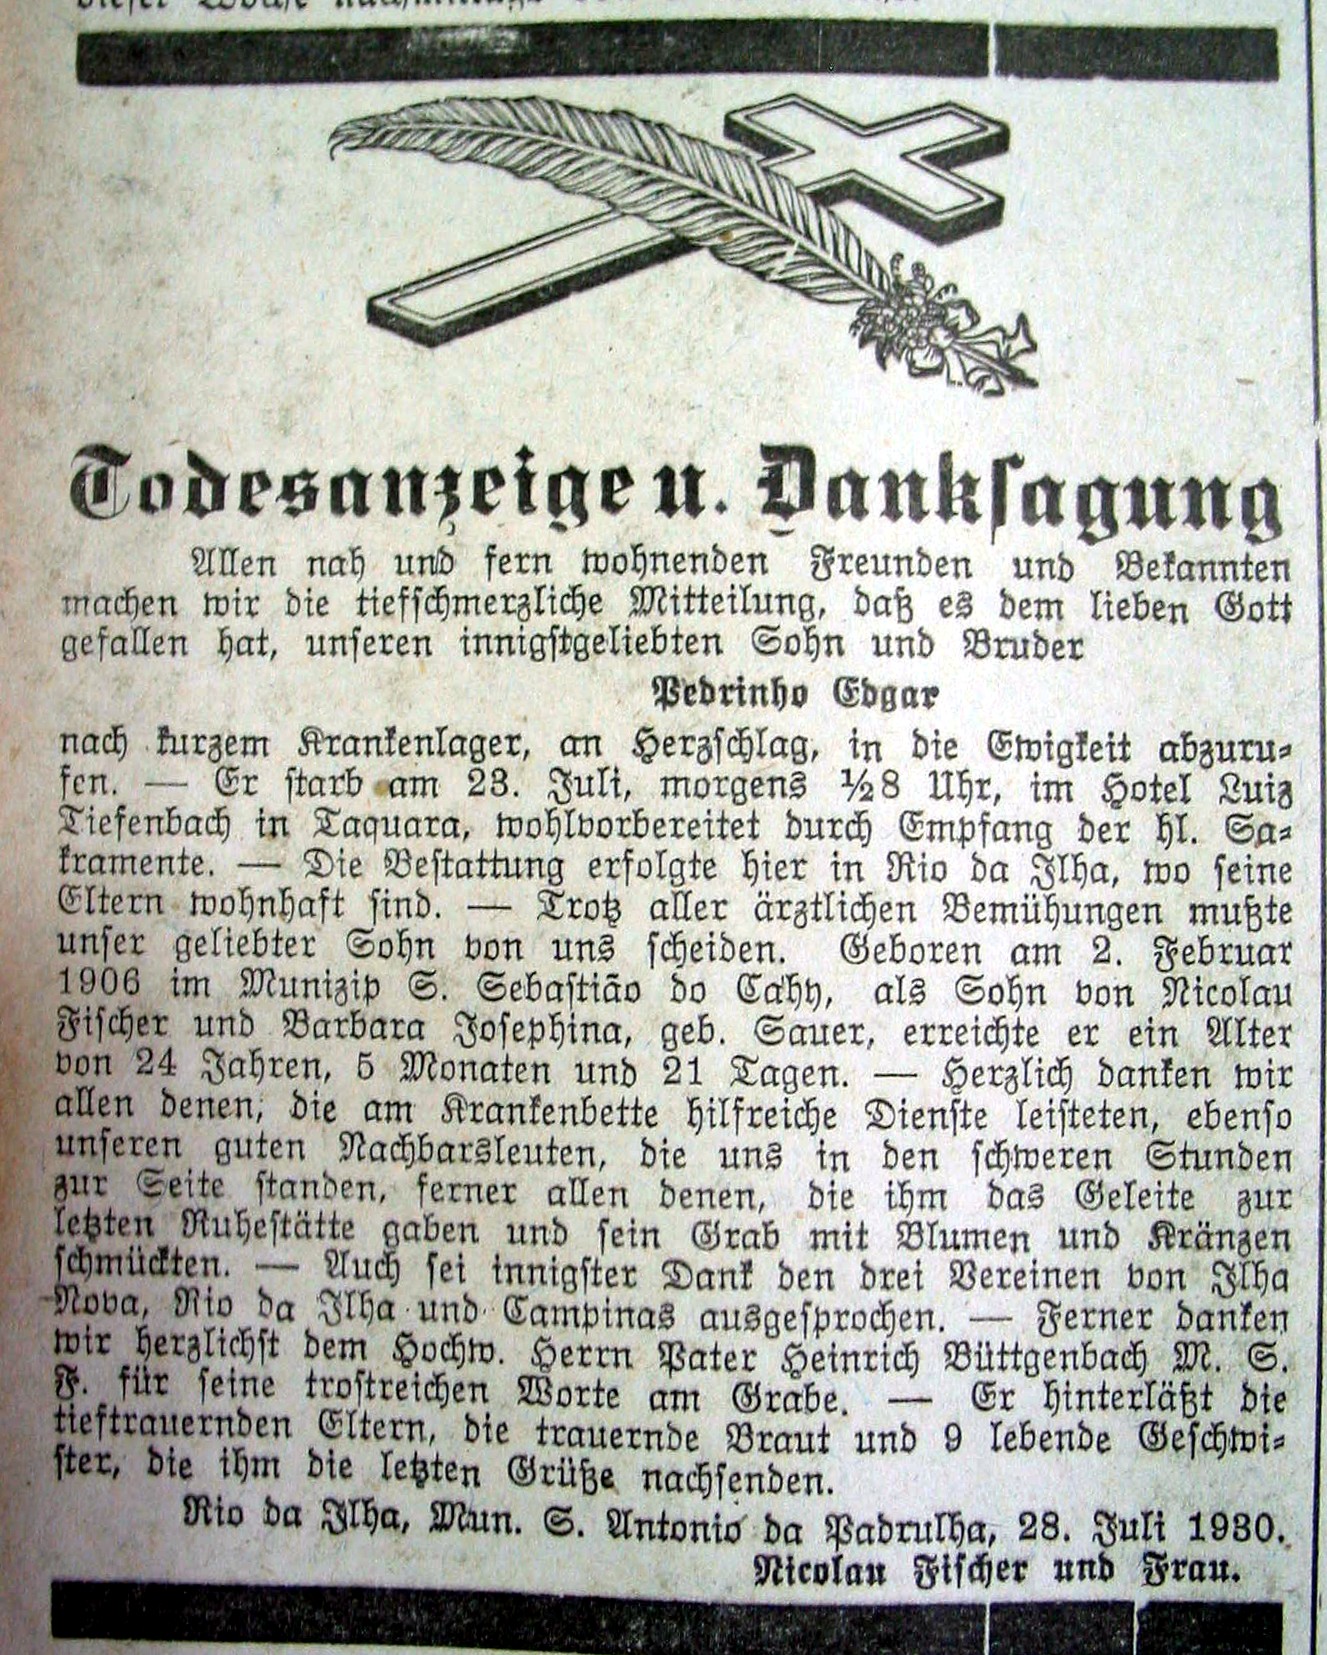 Todesanzeige u. Danksagung
Allen nah und fern wohnenden Freunden und Bekannten
machen wir die tiefschmerzliche Mitteilung, daß es dem lieben Gott
gefallen hat, unseren innigstgeliebten Sohn und Bruder
Pedrinho Edgar
nach kurzem Krankenlager, an Herzschlag, in die Ewigkeit abzuru-
fen. — Er starb am 23. Juli, morgens ½8 Uhr, im Hotel Luiz
Tiefenbach in Taquara, wohlvorbereitet durch Empfang der hl. Sa-
kramente. — Die Bestattung erfolgte hier in Rio da Ilha, wo seine
Eltern wohnhaft sind. — Trotz aller ärztlichen Bemühungen mußte
unser geliebter Sohn von uns scheiden. Geboren am 2. Februar
1906 im Munizip S. Sebastião do Cahy, als Sohn von Nicolau
Fischer und Barbara Josephina, geb. Sauer, erreichte er ein Alter
von 24 Jahren, 5 Monaten und 21 Tagen. — Herzlich danken wir
allen denen, die am Krankenbette hilfreiche Dienste leisteten, ebenso
unseren guten Nachbarsleuten, die uns in den schweren Stunden
zur Seite standen, ferner allen denen, die ihm das Geleite zur
letzten Ruhestätte gaben und sein Grab mit Blumen und Kränzen
schmückten. — Auch sei innigster Dank den drei Vereinen von Ilha
Nova, Rio da Ilha und Campinas ausgesprochen. — Ferner danken
wir herzlichst dem Hochw. Herrn Pater Heinrich Büttgenbach M. S.
F. für seine trostreichen Worte am Grabe. — Er hinterläßt die
tieftrauernden Eltern, die trauernde Braut und 9 lebende Geschwi-
ster, die ihm die letzten Grüße nachsenden.
Rio da Ilha, Mun. S. Antonio da Padrulha, 28. Juli 1930.
Nicolau Fischer und Frau.